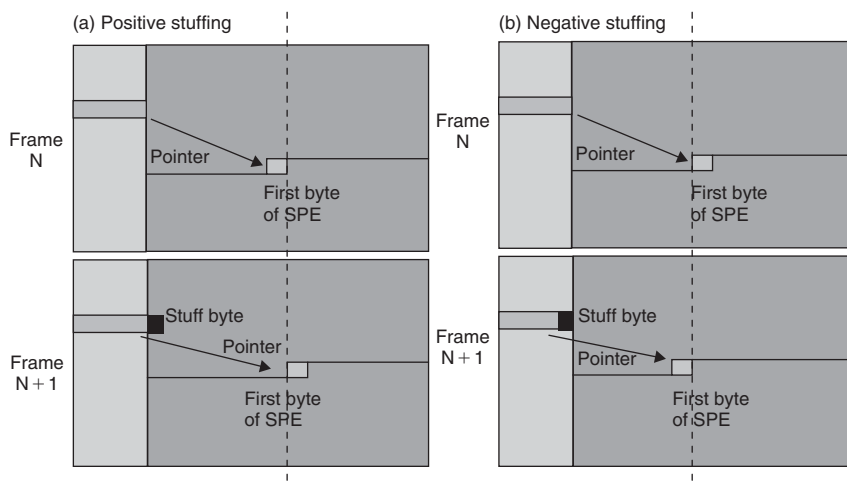 (a) Positive stuffing
Frame
N
Pointer
First byte
of SPE
Stuff byte
Pointer
Frame
N + 1
First byte
of SPE
(b) Negative stuffing
Frame
N
Pointer
First byte
of SPE
Stuff byte
Frame
N + 1
Pointer
First byte
of SPE